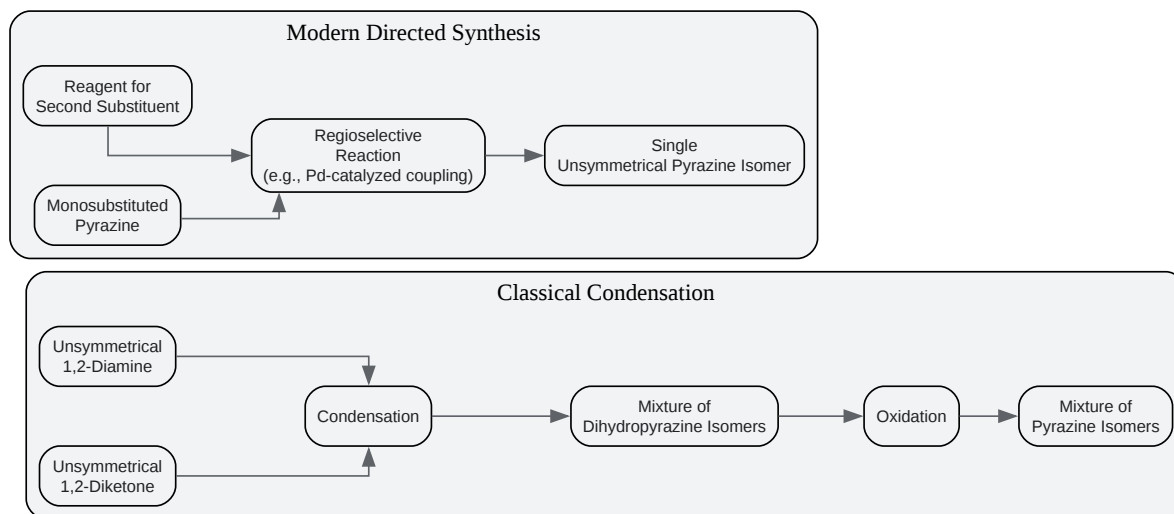 Modern Directed Synthesis
Reagent for
Second Substituent
Regioselective
Reaction
(e.g., Pd-catalyzed coupling)
Single
Unsymmetrical Pyrazine Isomer
Monosubstituted
Pyrazine
Classical Condensation
Unsymmetrical
1,2-Diamine
Condensation
Mixture of
Dihydropyrazine Isomers
Oxidation
Mixture of
Pyrazine Isomers
Unsymmetrical
1,2-Diketone